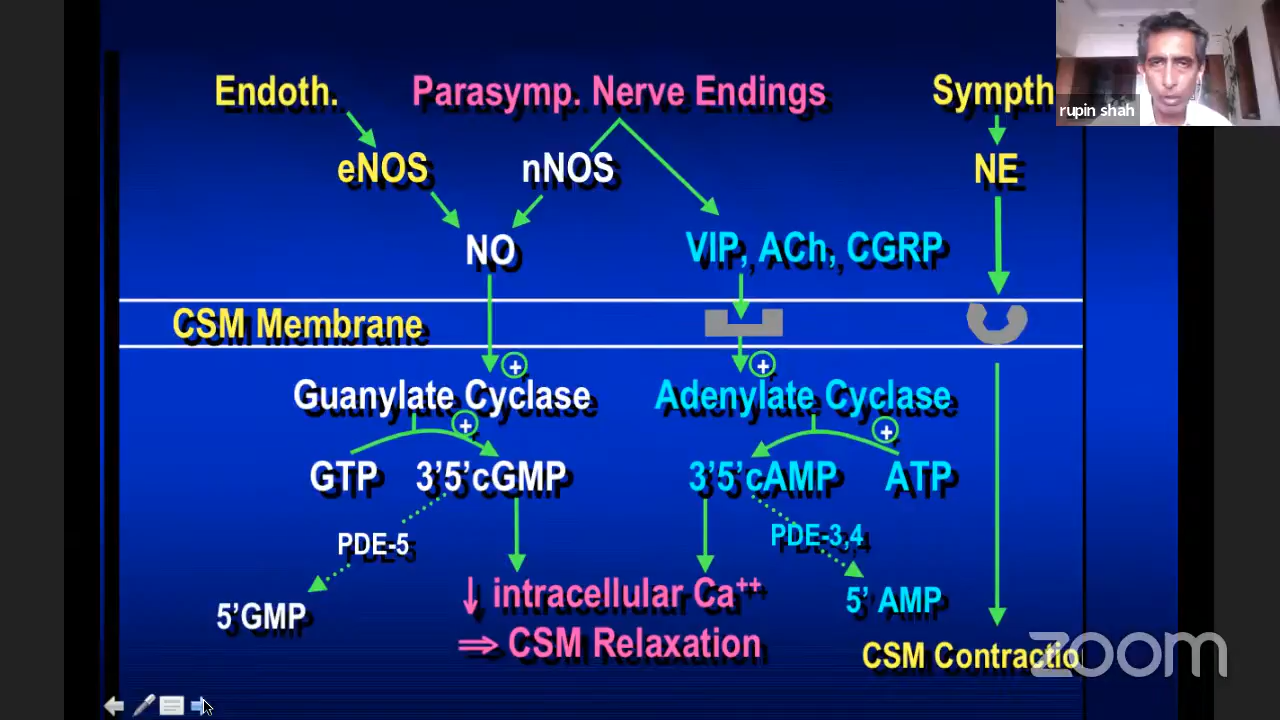 Endoth. Parasymp. Nerve Endings Sympth
rupin shah
eNOS nNOS NE
NO VIP, ACh, CGRP
CSM Membrane
+ +
Guanylate Cyclase Adenylate Cyclase
+ +
GTP 3'5'cGMP 3'5'cAMP ATP
PDE-5 PDE-3,4
↓ intracellular Ca++ 5' AMP
5'GMP
⇒ CSM Relaxation CSM Contractio
zoom